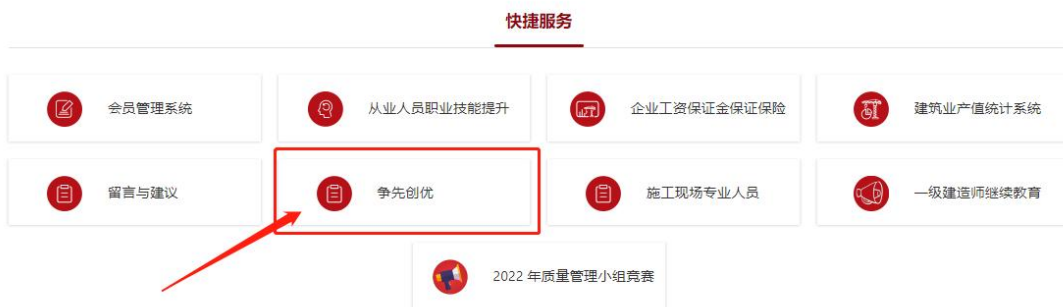 快捷服务
会员管理系统
从业人员职业技能提升
企业工资保证金保证保险
建筑业产值统计系统
留言与建议
争先创优
施工现场专业人员
一级建造师继续教育
2022 年质量管理小组竞赛